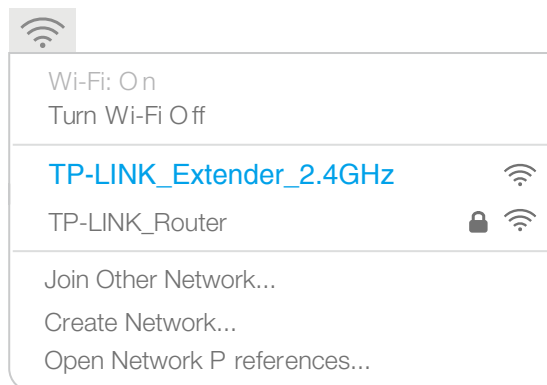 Wi-Fi: On
Turn Wi-Fi Off
TP-LINK_Extender_2.4GHz
TP-LINK_Router
Join Other Network...
Create Network...
Open Network P references...